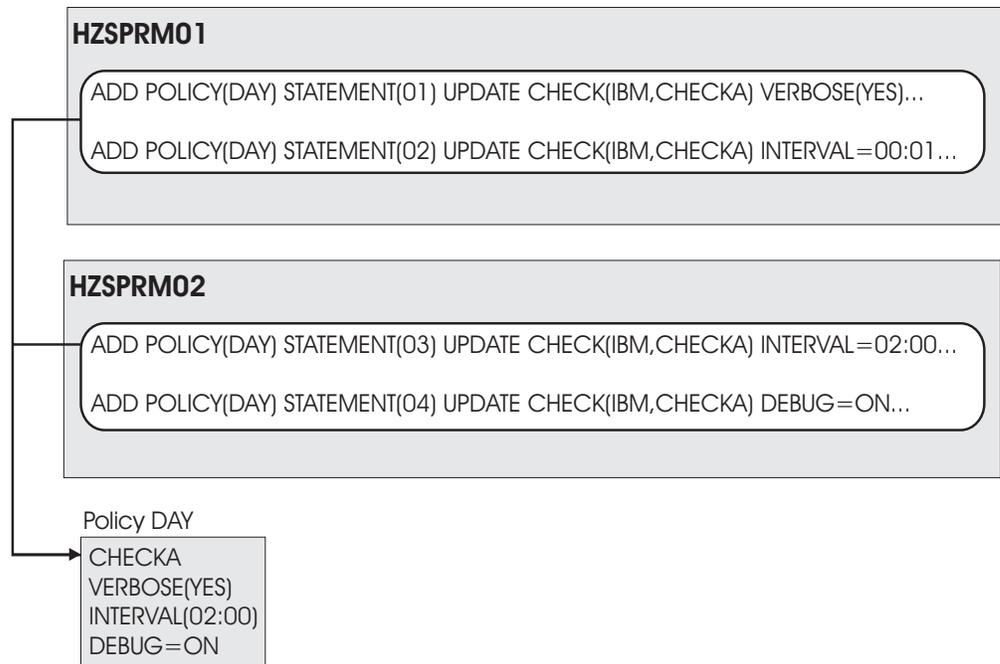 HZSPRM01
ADD POLICY(DAY) STATEMENT(01) UPDATE CHECK(IBM,CHECKA) VERBOSE(YES)...
ADD POLICY(DAY) STATEMENT(02) UPDATE CHECK(IBM,CHECKA) INTERVAL=00:01...
HZSPRM02
ADD POLICY(DAY) STATEMENT(03) UPDATE CHECK(IBM,CHECKA) INTERVAL=02:00...
ADD POLICY(DAY) STATEMENT(04) UPDATE CHECK(IBM,CHECKA) DEBUG=ON...
Policy DAY
CHECKA
VERBOSE(YES)
INTERVAL(02:00)
DEBUG=ON